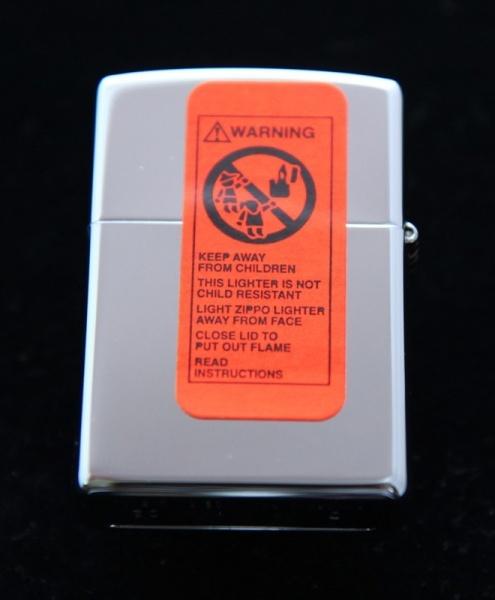 WARNING
KEEP AWAY
FROM CHILDREN
THIS LIGHTER IS NOT
CHILD RESISTANT
LIGHT ZIPPO LIGHTER
AWAY FROM FACE
CLOSE LID TO
PUT OUT FLAME
READ
INSTRUCTIONS